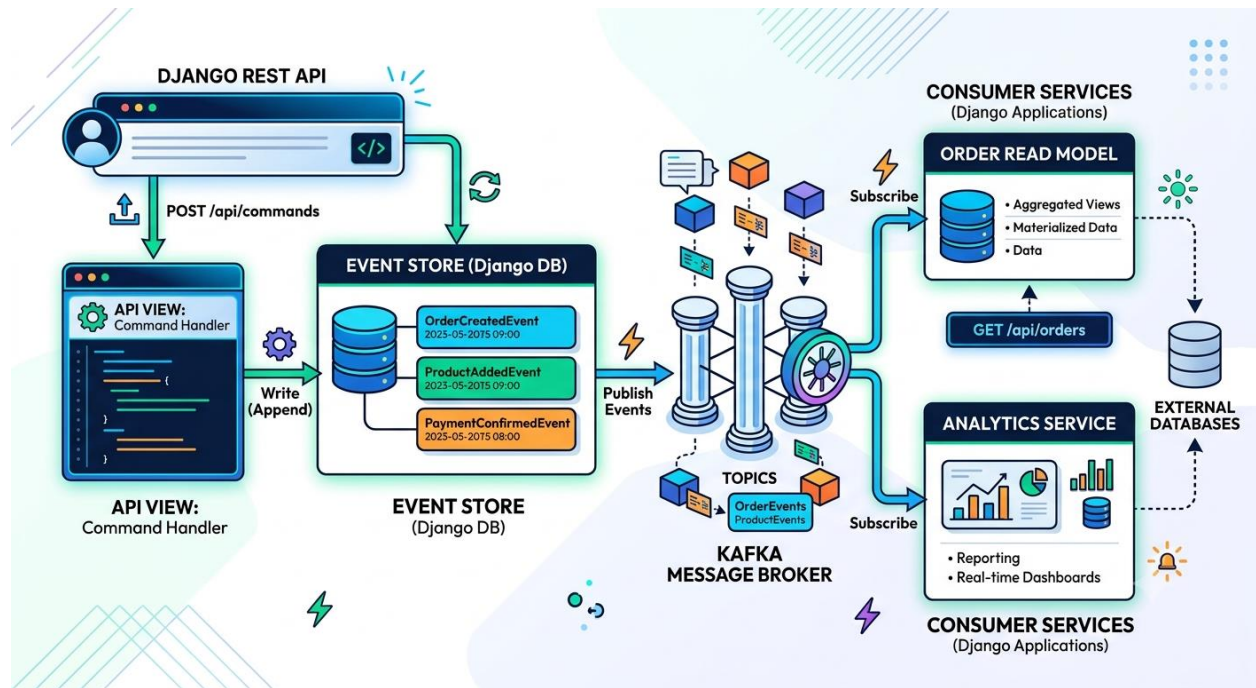 DJANGO REST API
</>
POST /api/commands
API VIEW:
Command Handler
{
}
}
API VIEW:
Command Handler
Write
(Append)
EVENT STORE (Django DB)
OrderCreatedEvent
2023-05-2075 09:00
ProductAddedEvent
2023-05-2075 09:00
PaymentConfirmedEvent
2023-05-2075 08:00
EVENT STORE
(Django DB)
Publish
Events
TOPICS
OrderEvents
ProductEvents
KAFKA
MESSAGE BROKER
Subscribe
Subscribe
CONSUMER SERVICES
(Django Applications)
ORDER READ MODEL
• Aggregated Views
• Materialized Data
• Data
GET /api/orders
EXTERNAL
DATABASES
ANALYTICS SERVICE
• Reporting
• Real-time Dashboards
CONSUMER SERVICES
(Django Applications)